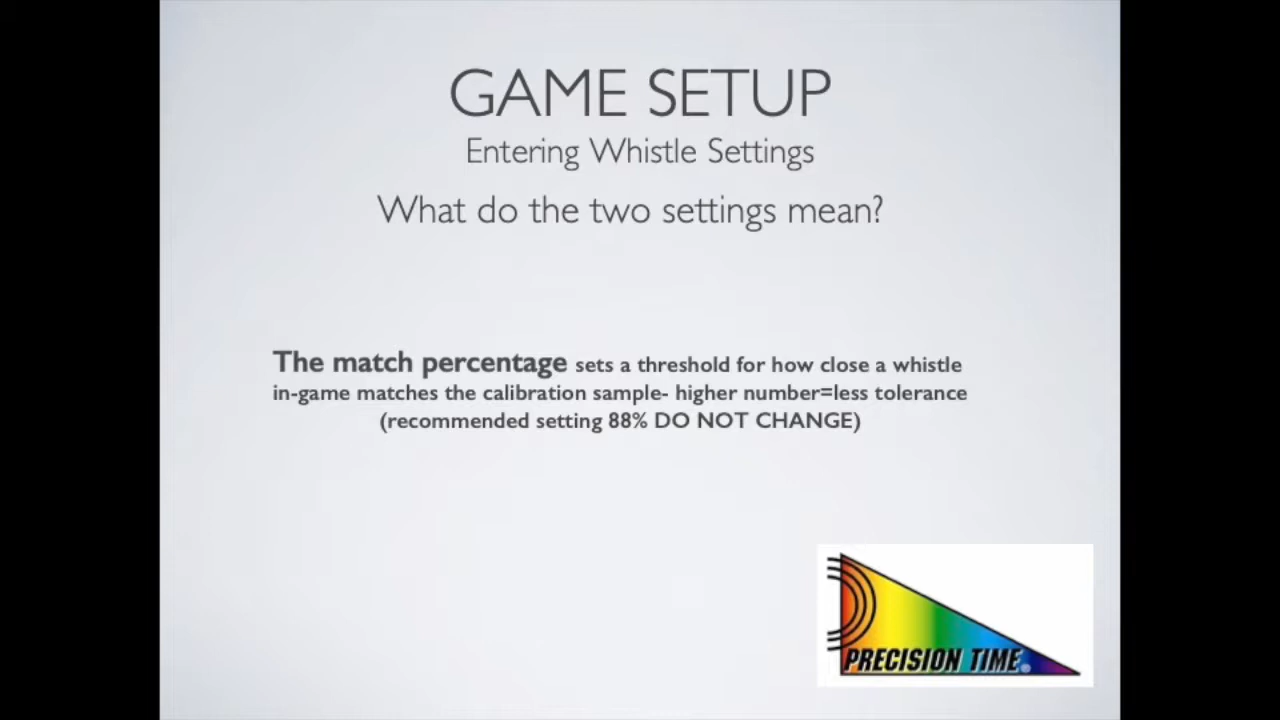 GAME SETUP
Entering Whistle Settings
What do the two settings mean?
The match percentage sets a threshold for how close a whistle
in-game matches the calibration sample- higher number=less tolerance
(recommended setting 88% DO NOT CHANGE)
PRECISION TIME®